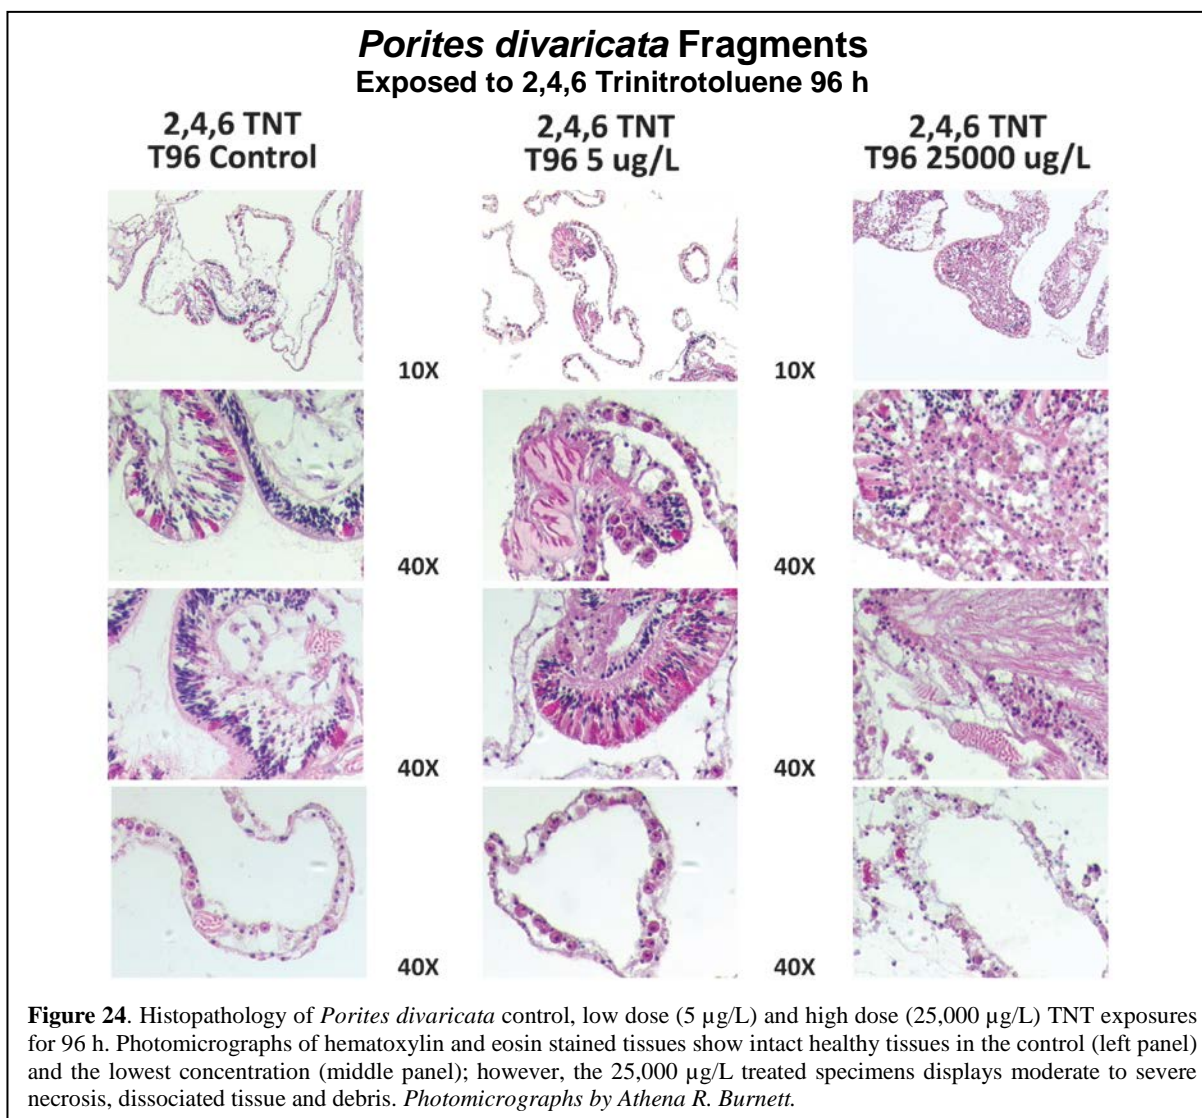 Porites divaricata Fragments
Exposed to 2,4,6 Trinitrotoluene 96 h
2,4,6 TNT
T96 Control
2,4,6 TNT
T96 5 ug/L
2,4,6 TNT
T96 25000 ug/L
10X
10X
40X
40X
40X
40X
40X
40X
Figure 24. Histopathology of Porites divaricata control, low dose (5 µg/L) and high dose (25,000 µg/L) TNT exposures
for 96 h. Photomicrographs of hematoxylin and eosin stained tissues show intact healthy tissues in the control (left panel)
and the lowest concentration (middle panel); however, the 25,000 µg/L treated specimens displays moderate to severe
necrosis, dissociated tissue and debris. Photomicrographs by Athena R. Burnett.